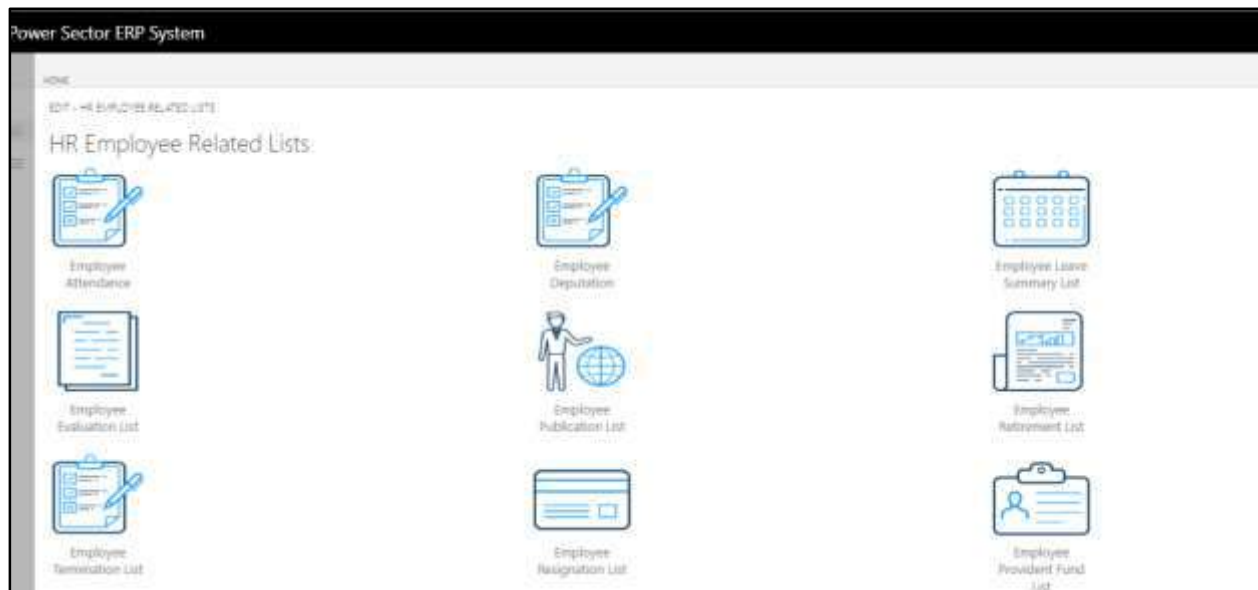 Power Sector ERP System
HOME
EDIT - HR EMPLOYEE RELATED LISTS
HR Employee Related Lists
Employee
Attendance
Employee
Deputation
Employee Leave
Summary List
Employee
Evaluation List
Employee
Publication List
Employee
Retirement List
Employee
Termination List
Employee
Resignation List
Employee
Provident Fund
List